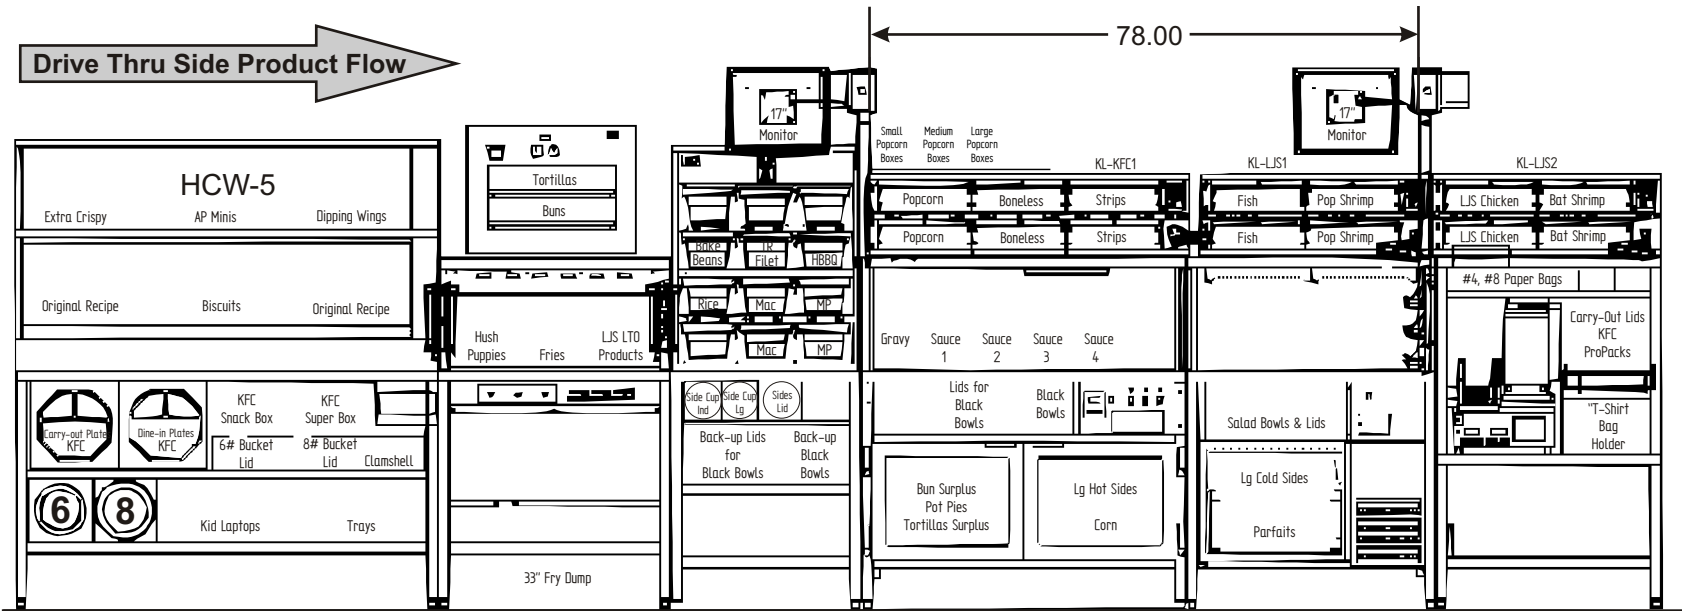 Drive Thru Side Product Flow
78.00
17"
Monitor
17"
Monitor
Small
Popcorn
Boxes
Medium
Popcorn
Boxes
Large
Popcorn
Boxes
KL-KFC1
KL-LJS1
KL-LJS2
HCW-5
Extra Crispy
AP Minis
Dipping Wings
Original Recipe
Biscuits
Original Recipe
Tortillas
Buns
Hush
Puppies
Fries
LJS LTO
Products
Bake
Beans
TR
Filet
HBBQ
Rice
Mac
MP
Mac
MP
Popcorn
Boneless
Strips
Popcorn
Boneless
Strips
Fish
Pop Shrimp
Fish
Pop Shrimp
LJS Chicken
Bat Shrimp
LJS Chicken
Bat Shrimp
Gravy
Sauce
1
Sauce
2
Sauce
3
Sauce
4
#4, #8 Paper Bags
Carry-Out Lids
KFC
ProPacks
"T-Shirt
Bag
Holder
Carry-out Plate
KFC
Dine-in Plates
KFC
KFC
Snack Box
KFC
Super Box
6# Bucket
Lid
8# Bucket
Lid
Clamshell
6
8
Kid Laptops
Trays
33" Fry Dump
Side Cup
Ind
Side Cup
Lg
Sides
Lid
Back-up Lids
for
Black Bowls
Back-up
Black
Bowls
Lids for
Black
Bowls
Black
Bowls
Bun Surplus
Pot Pies
Tortillas Surplus
Lg Hot Sides
Corn
Salad Bowls & Lids
Lg Cold Sides
Parfaits